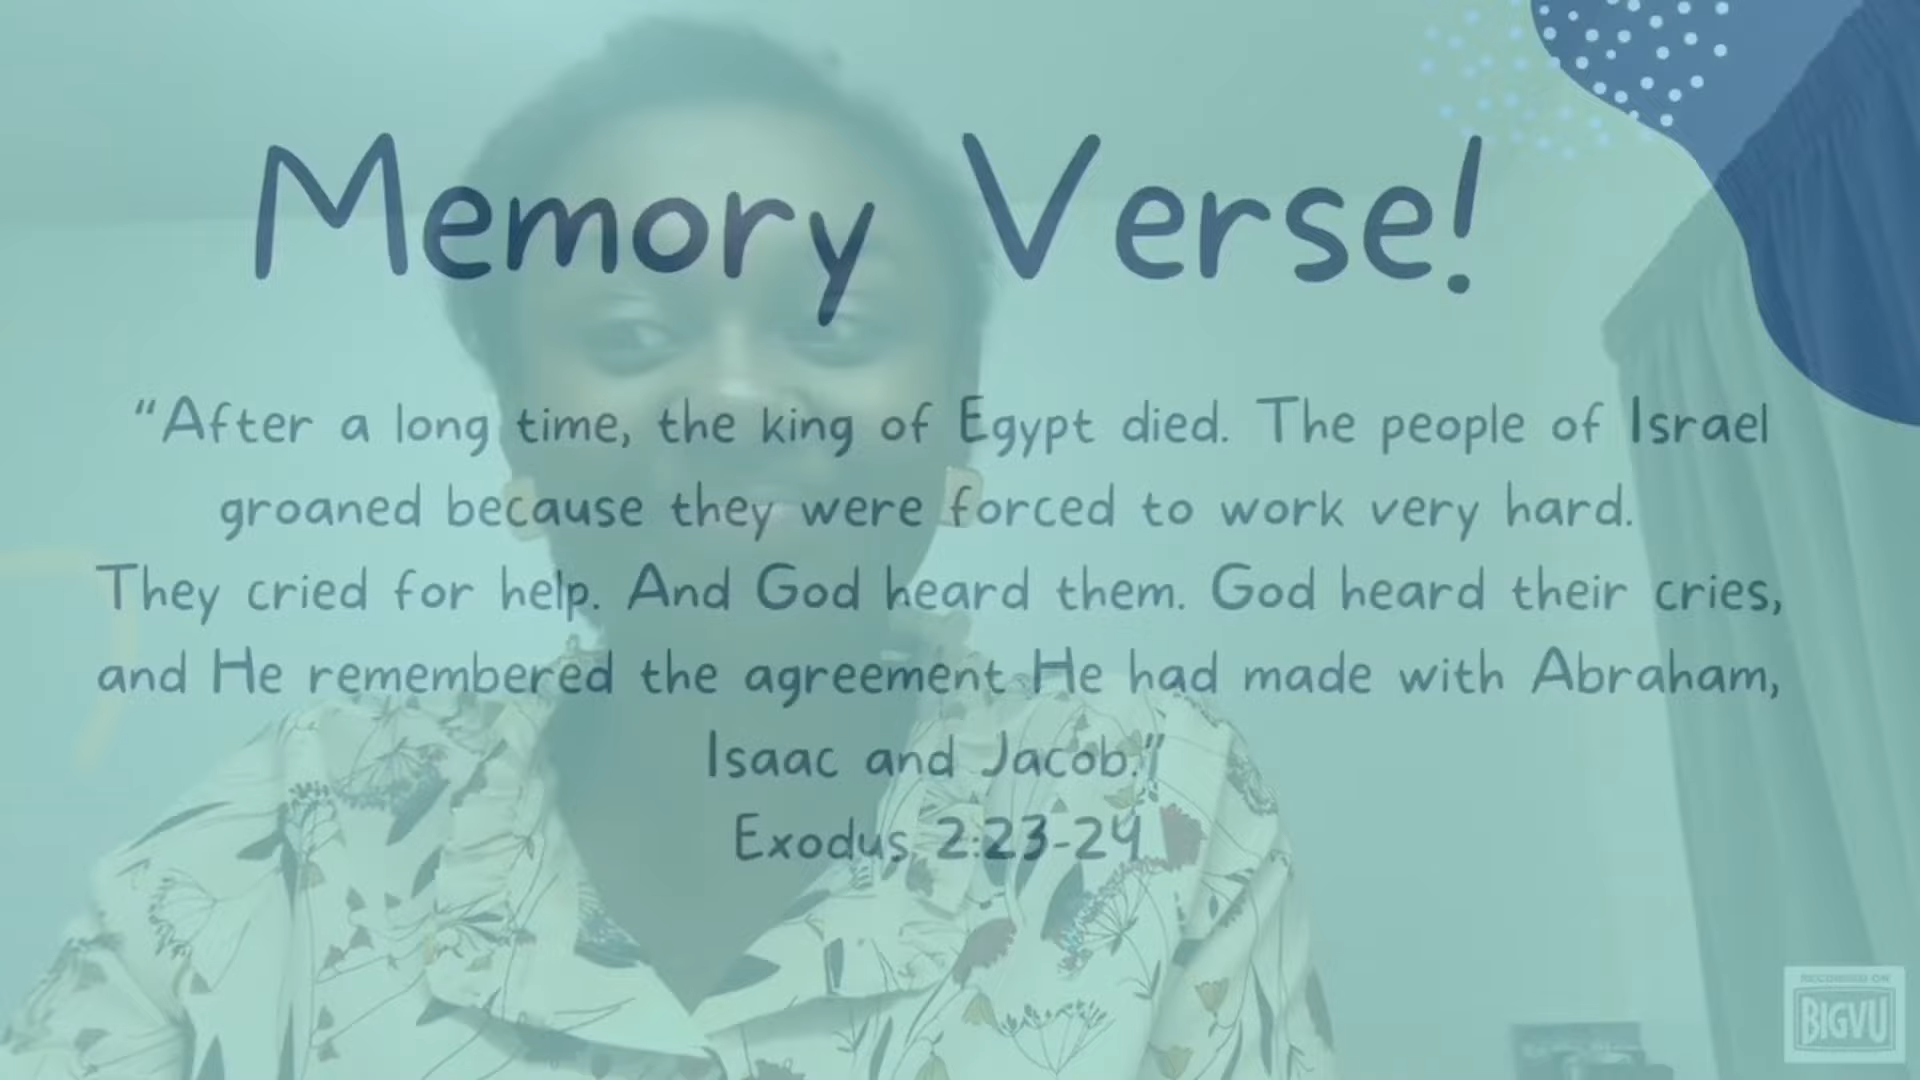 Memory Verse!
“After a long time, the king of Egypt died. The people of Israel
groaned because they were forced to work very hard.
They cried for help. And God heard them. God heard their cries,
and He remembered the agreement He had made with Abraham,
Isaac and Jacob.”
Exodus 2:23-24
RECORDED ON
BIGVU